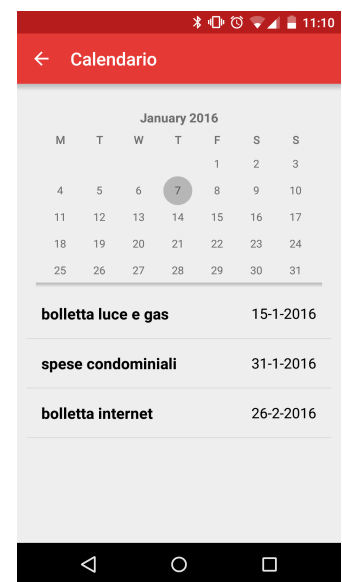 11:10
Calendario
January 2016
M T W T F S S
1 2 3
4 5 6 7 8 9 10
11 12 13 14 15 16 17
18 19 20 21 22 23 24
25 26 27 28 29 30 31
bolletta luce e gas 15-1-2016
spese condominiali 31-1-2016
bolletta internet 26-2-2016